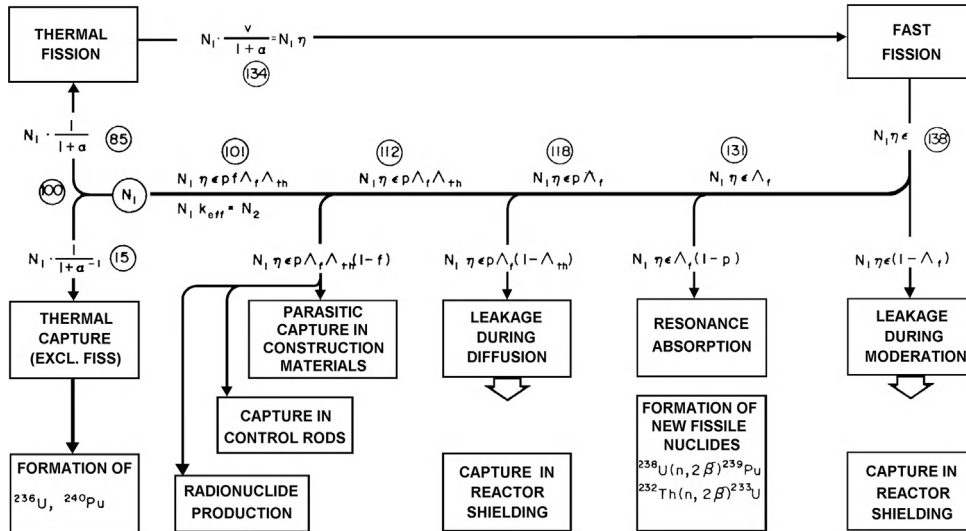 THERMAL
FISSION
N₁ · ν/(1 + α) = N₁ η
134
FAST
FISSION
N₁ · 1/(1 + α)
85
101
112
118
131
N₁ η ϵ
138
100
N₁
N₁ η ϵ p f Λf Λth
N₁ η ϵ p Λf Λth
N₁ η ϵ p Λf
N₁ η ϵ Λf
N₁ keff = N₂
N₁ · 1/(1 + α⁻¹)
15
N₁ η ϵ p Λf Λth (1 − f)
N₁ η ϵ p Λf (1 − Λth)
N₁ η ϵ Λf (1 − p)
N₁ η ϵ (1 − Λf)
THERMAL
CAPTURE
(EXCL. FISS)
PARASITIC
CAPTURE IN
CONSTRUCTION
MATERIALS
LEAKAGE
DURING
DIFFUSION
RESONANCE
ABSORPTION
LEAKAGE
DURING
MODERATION
CAPTURE IN
CONTROL RODS
FORMATION OF
NEW FISSILE
NUCLIDES
²³⁸U(n, 2β̄)²³⁹Pu
²³²Th(n, 2β̄)²³³U
FORMATION OF
²³⁶U, ²⁴⁰Pu
RADIONUCLIDE
PRODUCTION
CAPTURE IN
REACTOR
SHIELDING
CAPTURE IN
REACTOR
SHIELDING